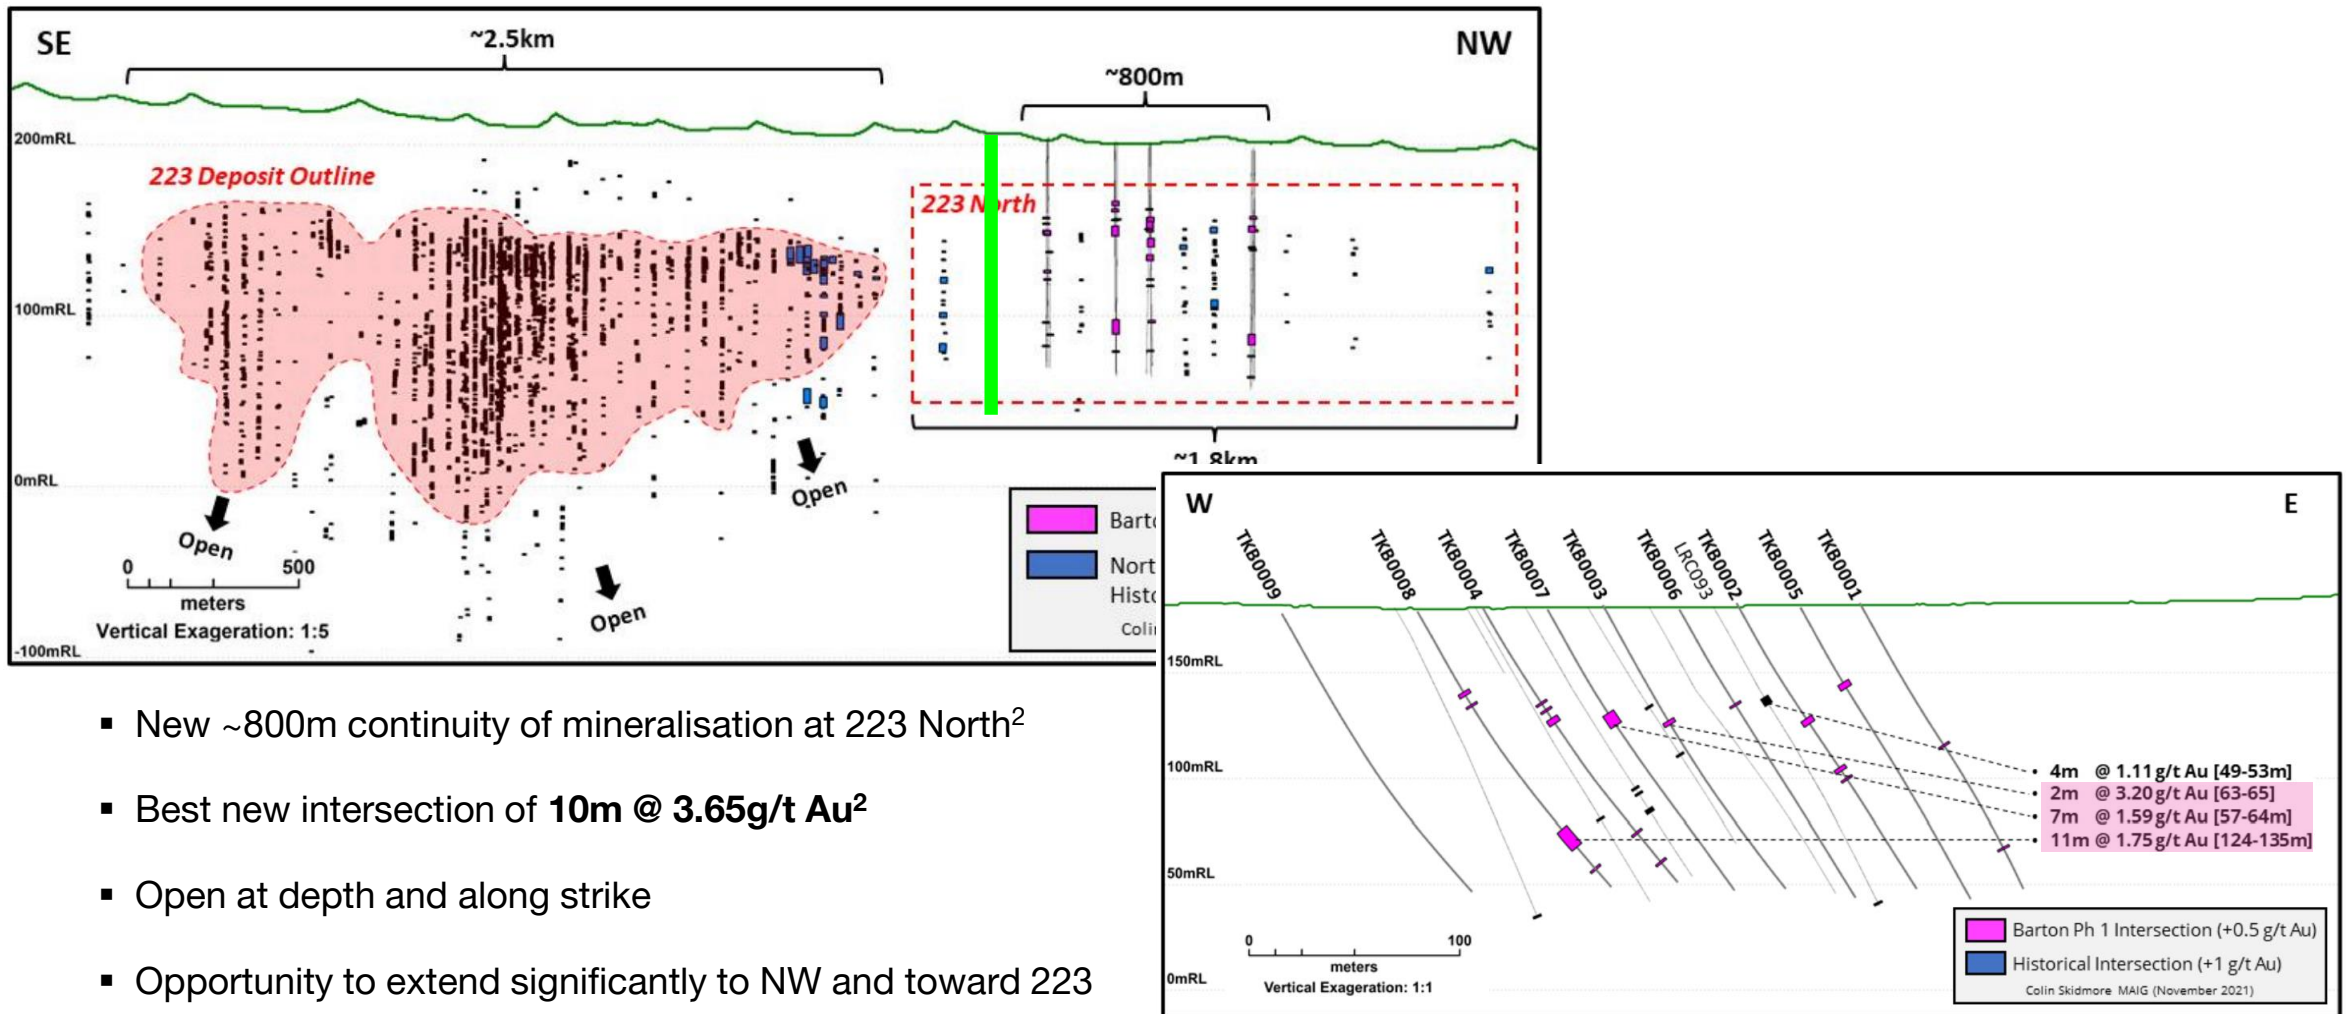 SE
NW
~2.5km
~800m
200mRL
223 Deposit Outline
223 North
100mRL
0mRL
Open
Open
Open
0 500
meters
Vertical Exageration: 1:5
-100mRL
~1.8km
W
E
TKB0009
TKB0008
TKB0004
TKB0007
TKB0003
TKB0006
LRC093
TKB0002
TKB0005
TKB0001
150mRL
100mRL
50mRL
0mRL
4m @ 1.11 g/t Au [49-53m]
2m @ 3.20 g/t Au [63-65]
7m @ 1.59 g/t Au [57-64m]
11m @ 1.75 g/t Au [124-135m]
0 100
meters
Vertical Exageration: 1:1
Barton Ph 1 Intersection (+0.5 g/t Au)
Historical Intersection (+1 g/t Au)
Colin Skidmore MAIG (November 2021)
▪ New ~800m continuity of mineralisation at 223 North²
▪ Best new intersection of 10m @ 3.65g/t Au²
▪ Open at depth and along strike
▪ Opportunity to extend significantly to NW and toward 223